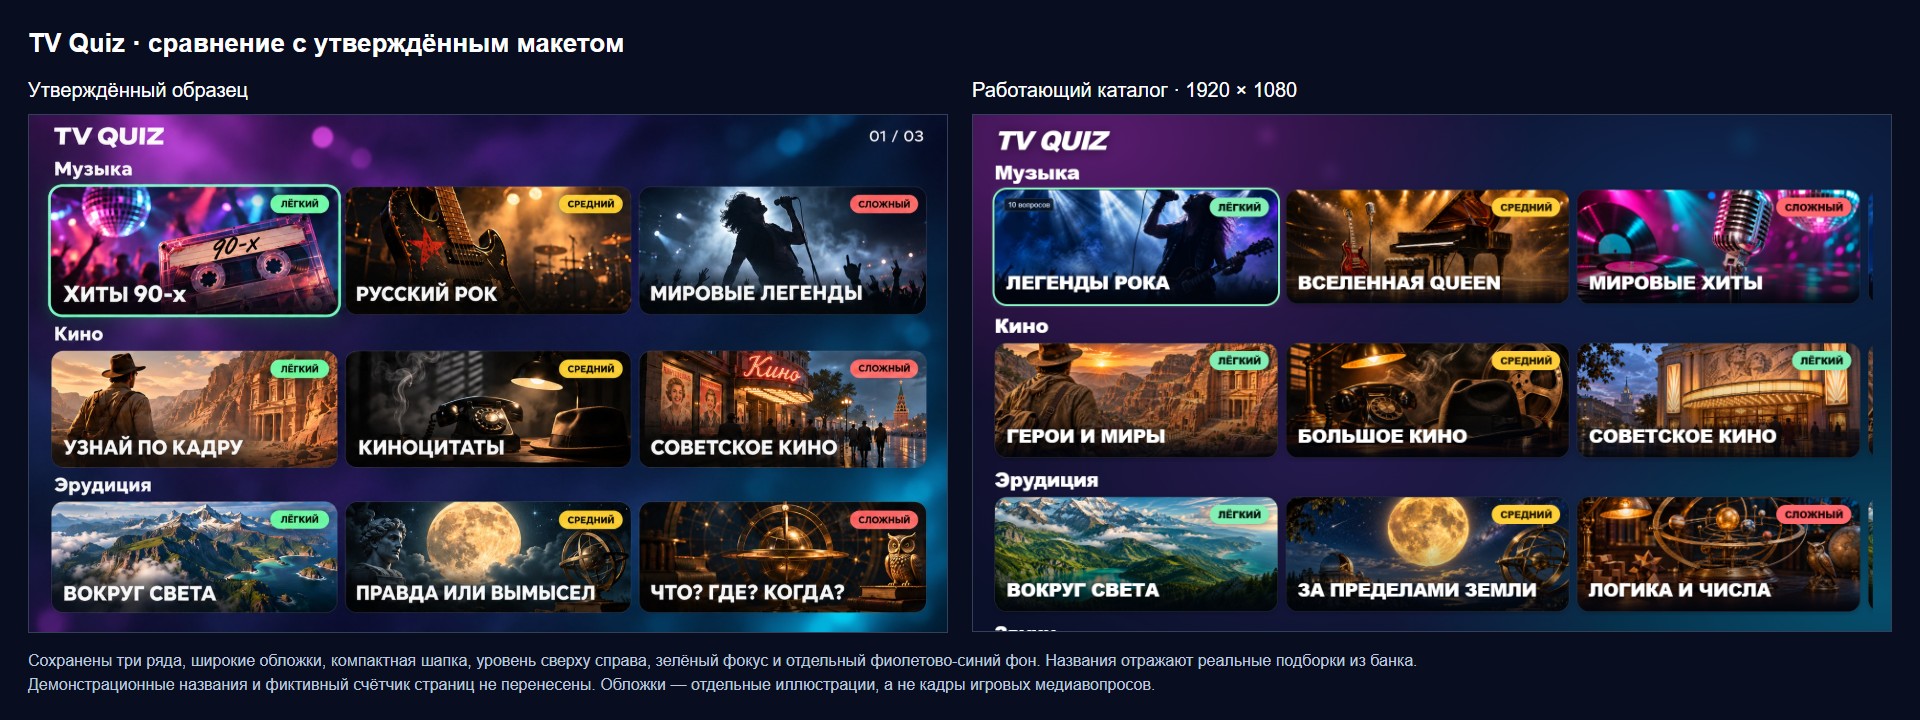 TV Quiz · сравнение с утверждённым макетом
Утверждённый образец
TV QUIZ
01 / 03
Музыка
ЛЁГКИЙ
90-х
ХИТЫ 90-х
СРЕДНИЙ
РУССКИЙ РОК
СЛОЖНЫЙ
МИРОВЫЕ ЛЕГЕНДЫ
Кино
ЛЁГКИЙ
УЗНАЙ ПО КАДРУ
СРЕДНИЙ
КИНОЦИТАТЫ
Кино
СЛОЖНЫЙ
СОВЕТСКОЕ КИНО
Эрудиция
ЛЁГКИЙ
ВОКРУГ СВЕТА
СРЕДНИЙ
ПРАВДА ИЛИ ВЫМЫСЕЛ
СЛОЖНЫЙ
ЧТО? ГДЕ? КОГДА?
Работающий каталог · 1920 × 1080
TV QUIZ
Музыка
10 вопросов
ЛЁГКИЙ
ЛЕГЕНДЫ РОКА
СРЕДНИЙ
ВСЕЛЕННАЯ QUEEN
СЛОЖНЫЙ
МИРОВЫЕ ХИТЫ
Кино
ЛЁГКИЙ
ГЕРОИ И МИРЫ
СРЕДНИЙ
БОЛЬШОЕ КИНО
ЛЁГКИЙ
СОВЕТСКОЕ КИНО
Эрудиция
ЛЁГКИЙ
ВОКРУГ СВЕТА
СРЕДНИЙ
ЗА ПРЕДЕЛАМИ ЗЕМЛИ
СЛОЖНЫЙ
ЛОГИКА И ЧИСЛА
Сохранены три ряда, широкие обложки, компактная шапка, уровень сверху справа, зелёный фокус и отдельный фиолетово-синий фон. Названия отражают реальные подборки из банка.
Демонстрационные названия и фиктивный счётчик страниц не перенесены. Обложки — отдельные иллюстрации, а не кадры игровых медиавопросов.